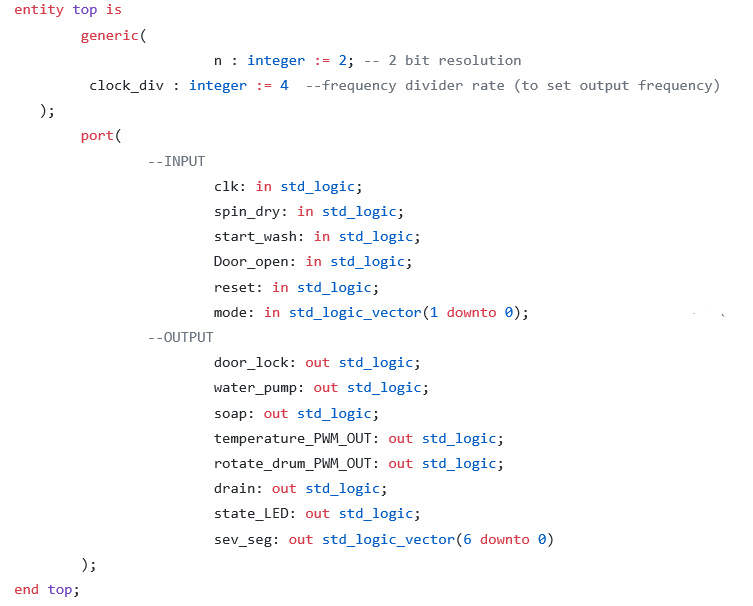 entity top is
generic(
n : integer := 2; -- 2 bit resolution
clock_div : integer := 4  --frequency divider rate (to set output frequency)
);
port(
--INPUT
clk: in std_logic;
spin_dry: in std_logic;
start_wash: in std_logic;
Door_open: in std_logic;
reset: in std_logic;
mode: in std_logic_vector(1 downto 0);
--OUTPUT
door_lock: out std_logic;
water_pump: out std_logic;
soap: out std_logic;
temperature_PWM_OUT: out std_logic;
rotate_drum_PWM_OUT: out std_logic;
drain: out std_logic;
state_LED: out std_logic;
sev_seg: out std_logic_vector(6 downto 0)
);
end top;